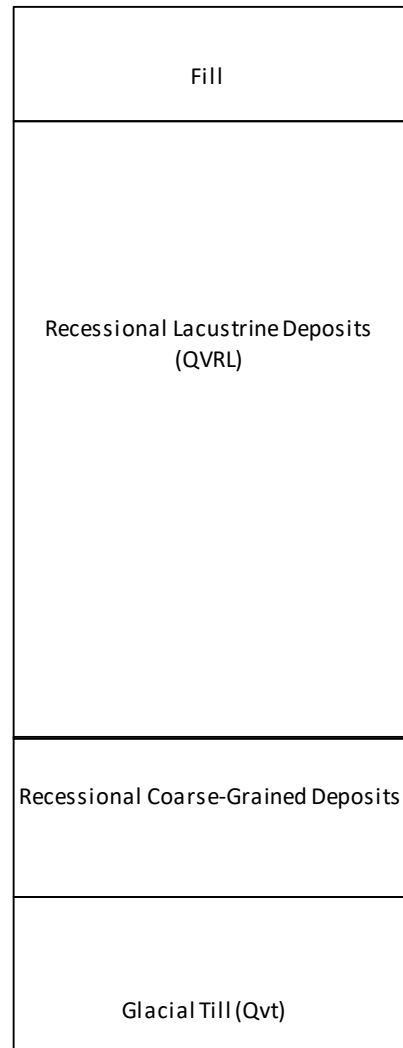 Fill
Recessional Lacustrine Deposits
(QVRL)
Recessional Coarse-Grained Deposits
Glacial Till (Qvt)